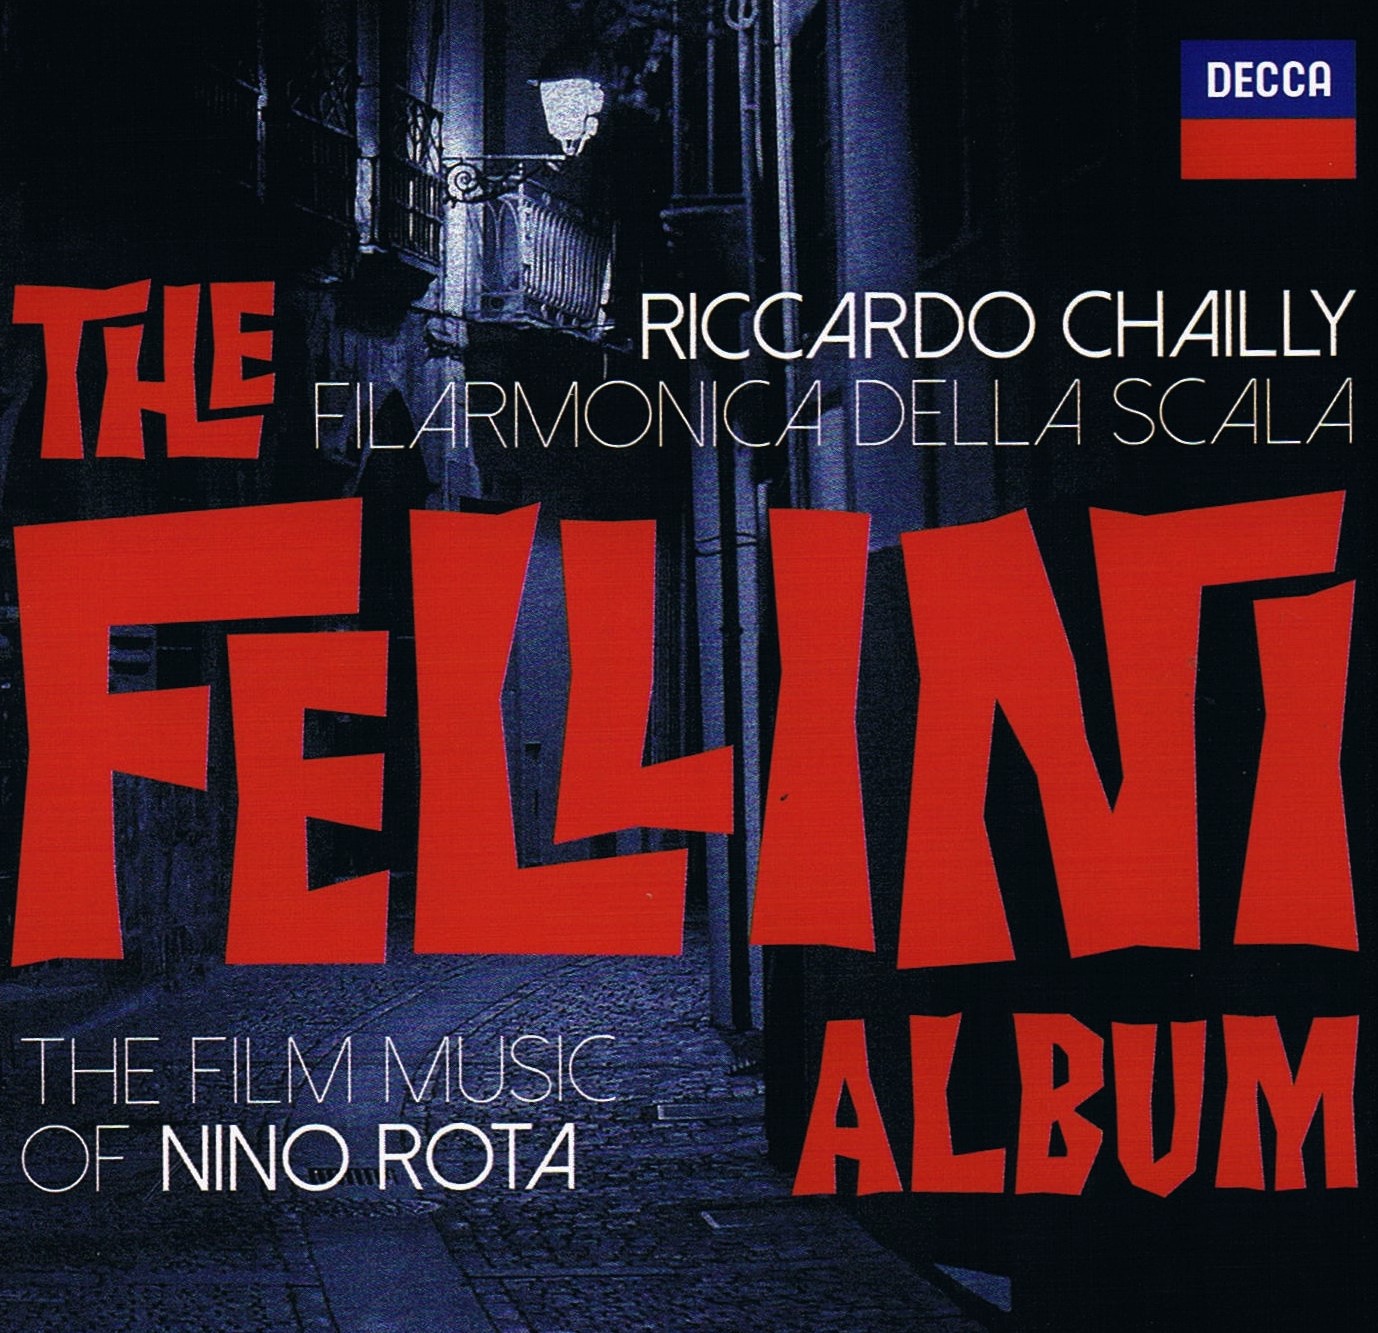 DECCA
RICCARDO CHAILLY
FILARMONICA DELLA SCALA
THE
FELLINI
ALBUM
THE FILM MUSIC
OF NINO ROTA